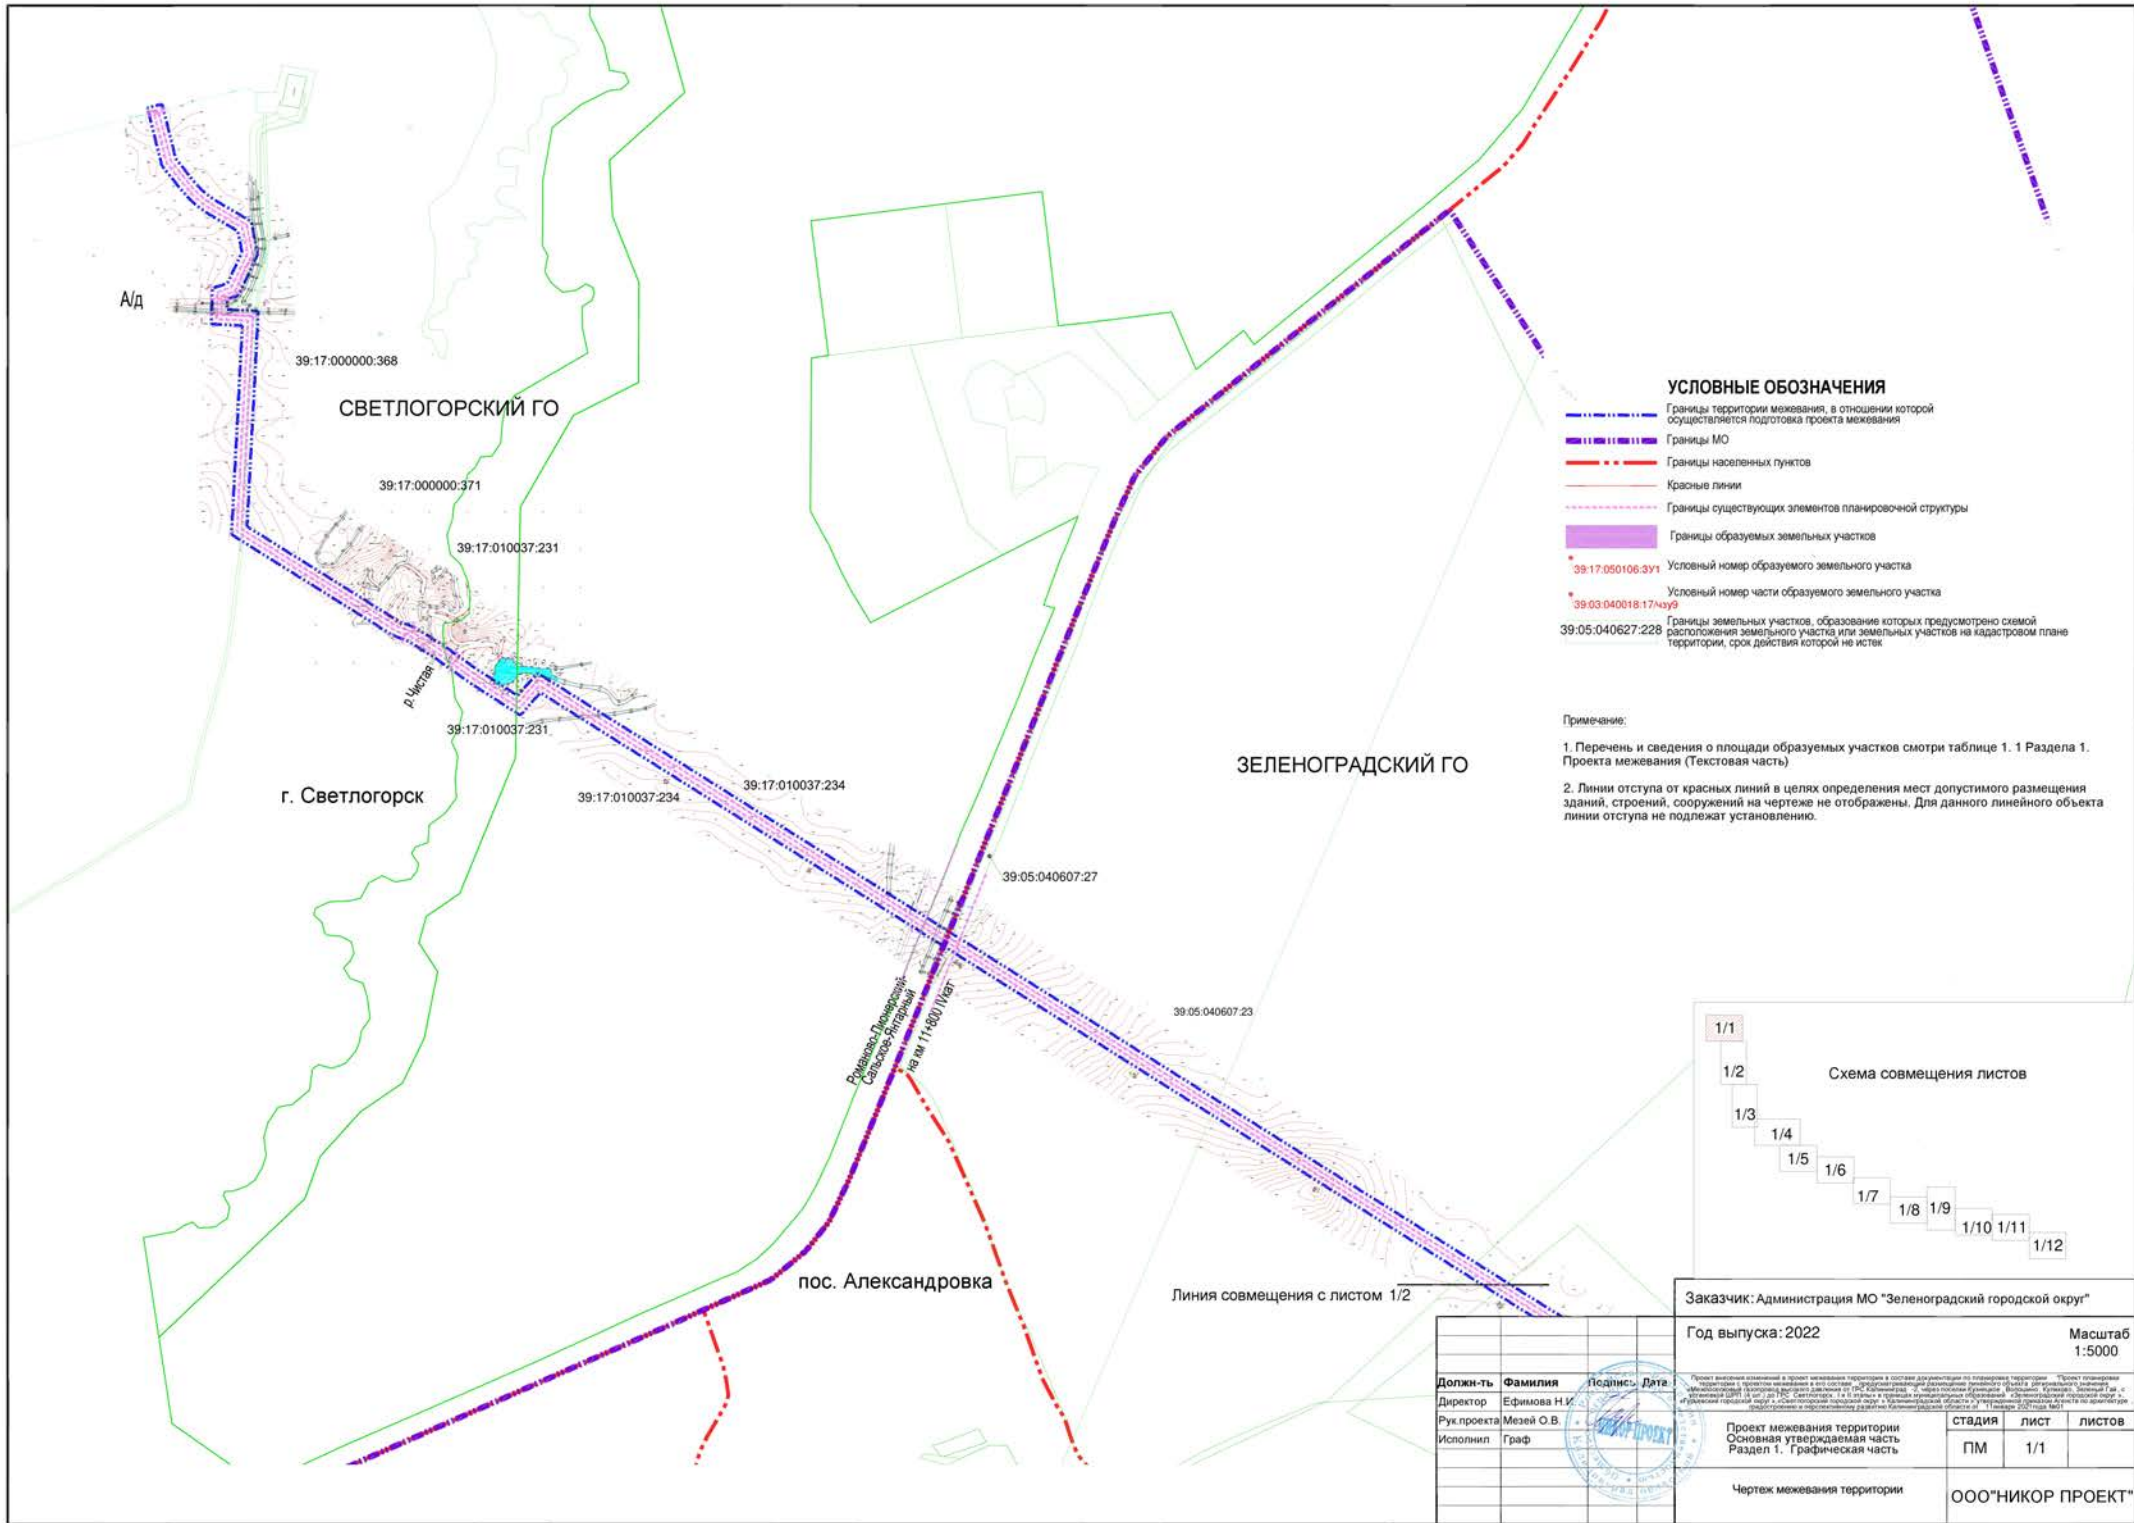 А/д
39:17:000000:368
СВЕТЛОГОРСКИЙ ГО
39:17:000000:371
39:17:010037:231
р.Чистая
39:17:010037:231
г. Светлогорск
39:17:010037:234
39:17:010037:234
ЗЕЛЕНОГРАДСКИЙ ГО
39:05:040607:27
39:05:040607:23
Романово-Пионерский-
Сальское-Янтарный
на км 11+800 IVкат
пос. Александровка
Линия совмещения с листом 1/2
УСЛОВНЫЕ ОБОЗНАЧЕНИЯ
Границы территории межевания, в отношении которой
осуществляется подготовка проекта межевания
Границы МО
Границы населенных пунктов
Красные линии
Границы существующих элементов планировочной структуры
Границы образуемых земельных участков
39:17:050106:ЗУ1 Условный номер образуемого земельного участка
Условный номер части образуемого земельного участка
39:03:040018:17/чзу9
Границы земельных участков, образование которых предусмотрено схемой
39:05:040627:228 расположения земельного участка или земельных участков на кадастровом плане
территории, срок действия которой не истек
Примечание:
1. Перечень и сведения о площади образуемых участков смотри таблице 1. 1 Раздела 1.
Проекта межевания (Текстовая часть)
2. Линии отступа от красных линий в целях определения мест допустимого размещения
зданий, строений, сооружений на чертеже не отображены. Для данного линейного объекта
линии отступа не подлежат установлению.
1/1
1/2
Схема совмещения листов
1/3
1/4
1/5
1/6
1/7
1/8
1/9
1/10
1/11
1/12
Заказчик: Администрация МО "Зеленоградский городской округ"
Год выпуска: 2022
Масштаб
1:5000
Должн-ть Фамилия Подпись Дата
Директор Ефимова Н.И.
Рук.проекта Мезей О.В.
Исполнил Граф
НИКОР ПРОЕКТ
Проект межевания территории
Основная утверждаемая часть
Раздел 1. Графическая часть
стадия лист листов
ПМ 1/1
Чертеж межевания территории
ООО"НИКОР ПРОЕКТ"